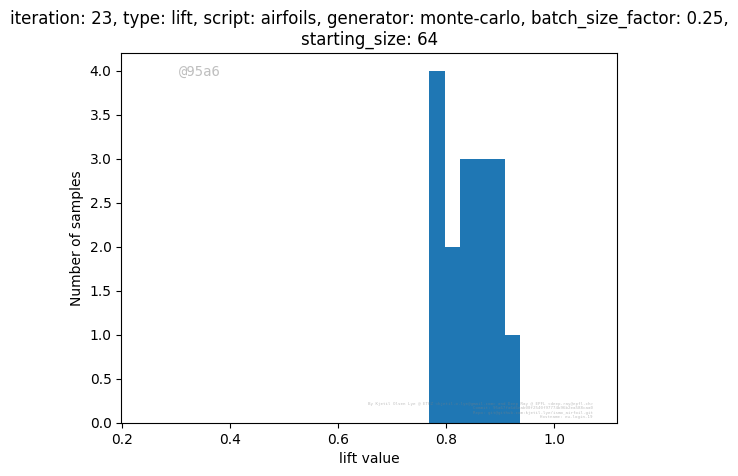 iteration: 23, type: lift, script: airfoils, generator: monte-carlo, batch_size_factor: 0.25,
starting_size: 64
@95a6
4.0
3.5
3.0
2.5
2.0
1.5
1.0
0.5
0.0
Number of samples
0.2
0.4
0.6
0.8
1.0
lift value